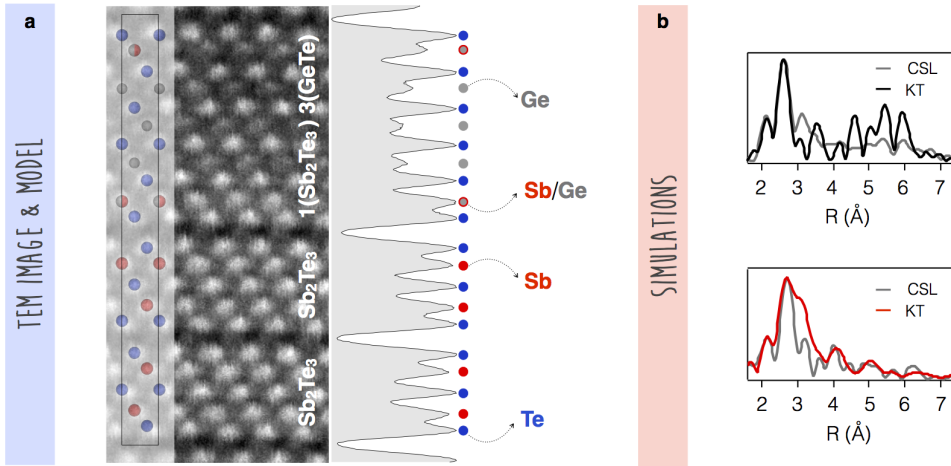 a
TEM IMAGE & MODEL
1(Sb₂Te₃) 3(GeTe)
Sb₂Te₃
Sb₂Te₃
Ge
Sb/Ge
Sb
Te
b
SIMULATIONS
CSL
KT
2 3 4 5 6 7
R (Å)
CSL
KT
2 3 4 5 6 7
R (Å)